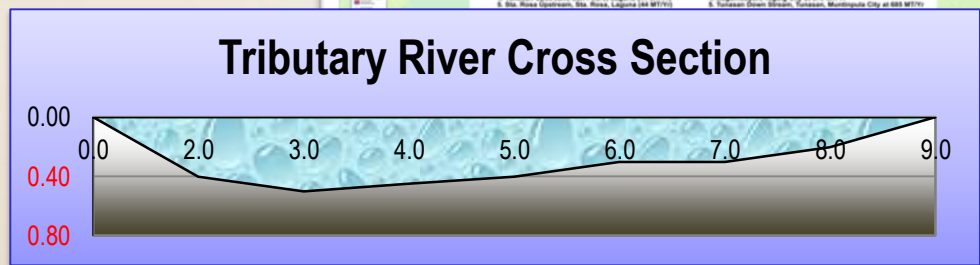 5. Sta. Rosa Upstream, Sta. Rosa, Laguna (44 MT/Yr)
5. Tunasan Down Stream, Tunasan, Muntinpula City at 685 MT/Yr
Tributary River Cross Section
0.00
0.0 2.0 3.0 4.0 5.0 6.0 7.0 8.0 9.0
0.40
0.80